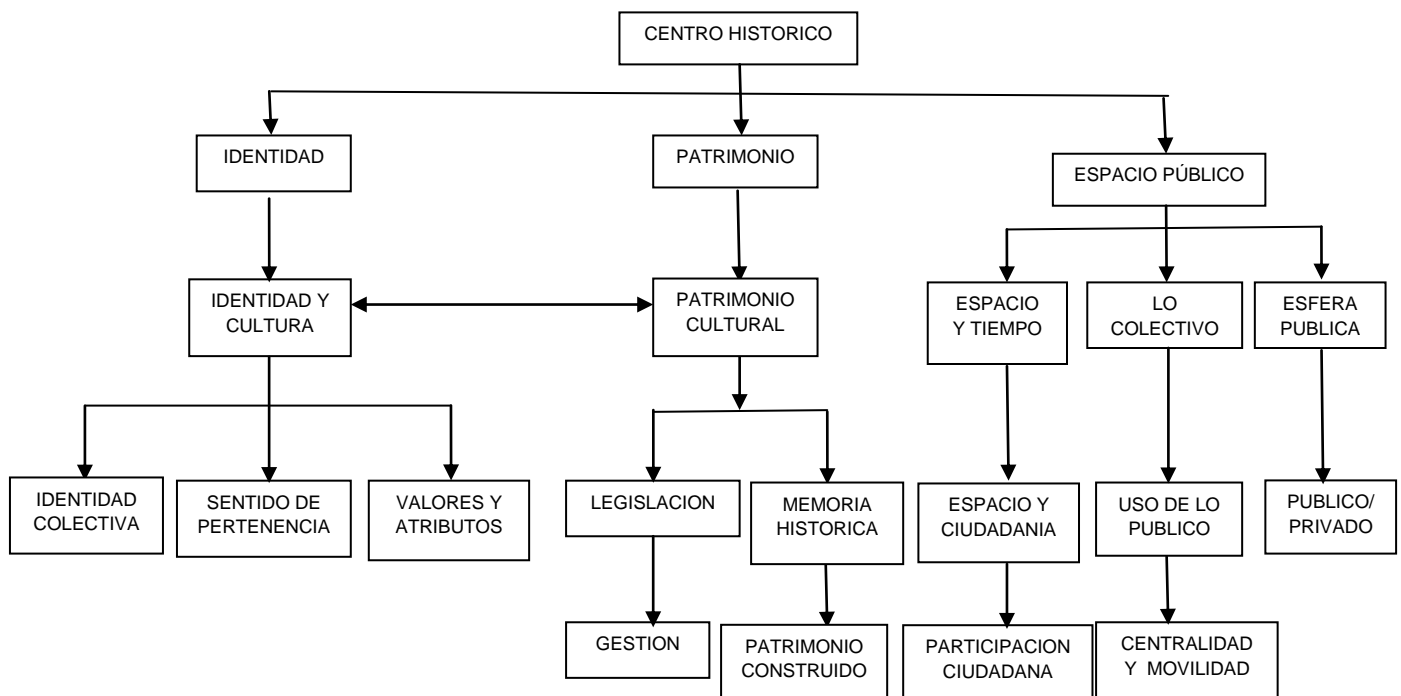 CENTRO HISTORICO
IDENTIDAD
PATRIMONIO
ESPACIO PÚBLICO
IDENTIDAD Y
CULTURA
PATRIMONIO
CULTURAL
ESPACIO
Y TIEMPO
LO
COLECTIVO
ESFERA
PUBLICA
IDENTIDAD
COLECTIVA
SENTIDO DE
PERTENENCIA
VALORES Y
ATRIBUTOS
LEGISLACION
MEMORIA
HISTORICA
ESPACIO Y
CIUDADANIA
USO DE LO
PUBLICO
PUBLICO/
PRIVADO
GESTION
PATRIMONIO
CONSTRUIDO
PARTICIPACION
CIUDADANA
CENTRALIDAD
Y MOVILIDAD